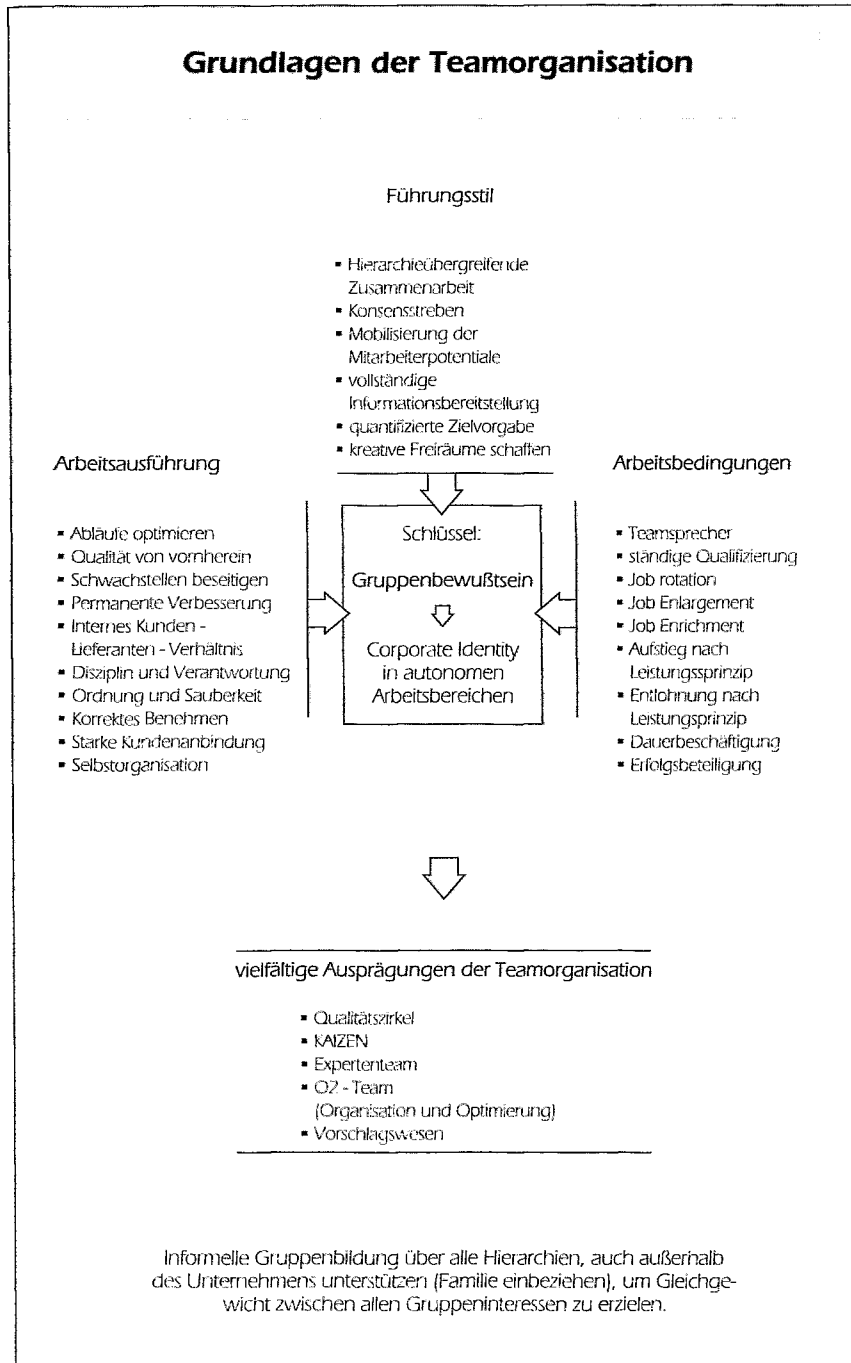 Grundlagen der Teamorganisation
Führungsstil
▪ Hierarchieübergreifende
Zusammenarbeit
▪ Konsensstreben
▪ Mobilisierung der
Mitarbeiterpotentiale
▪ vollständige
Informationsbereitstellung
▪ quantifizierte Zielvorgabe
▪ kreative Freiräume schaffen
Arbeitsausführung
▪ Abläufe optimieren
▪ Qualität von vornherein
▪ Schwachstellen beseitigen
▪ Permanente Verbesserung
▪ Internes Kunden -
Lieferanten - Verhältnis
▪ Disziplin und Verantwortung
▪ Ordnung und Sauberkeit
▪ Korrektes Benehmen
▪ Starke Kundenanbindung
▪ Selbstorganisation
Schlüssel:
Gruppenbewußtsein
Corporate Identity
in autonomen
Arbeitsbereichen
Arbeitsbedingungen
▪ Teamsprecher
▪ ständige Qualifizierung
▪ Job rotation
▪ Job Enlargement
▪ Job Enrichment
▪ Aufstieg nach
Leistungssprinzip
▪ Entlohnung nach
Leistungsprinzip
▪ Dauerbeschäftigung
▪ Erfolgsbeteiligung
vielfältige Ausprägungen der Teamorganisation
▪ Qualitätszirkel
▪ KAIZEN
▪ Expertenteam
▪ O2 - Team
(Organisation und Optimierung)
▪ Vorschlagswesen
Informelle Gruppenbildung über alle Hierarchien, auch außerhalb
des Unternehmens unterstützen (Familie einbeziehen), um Gleichge-
wicht zwischen allen Gruppeninteressen zu erzielen.